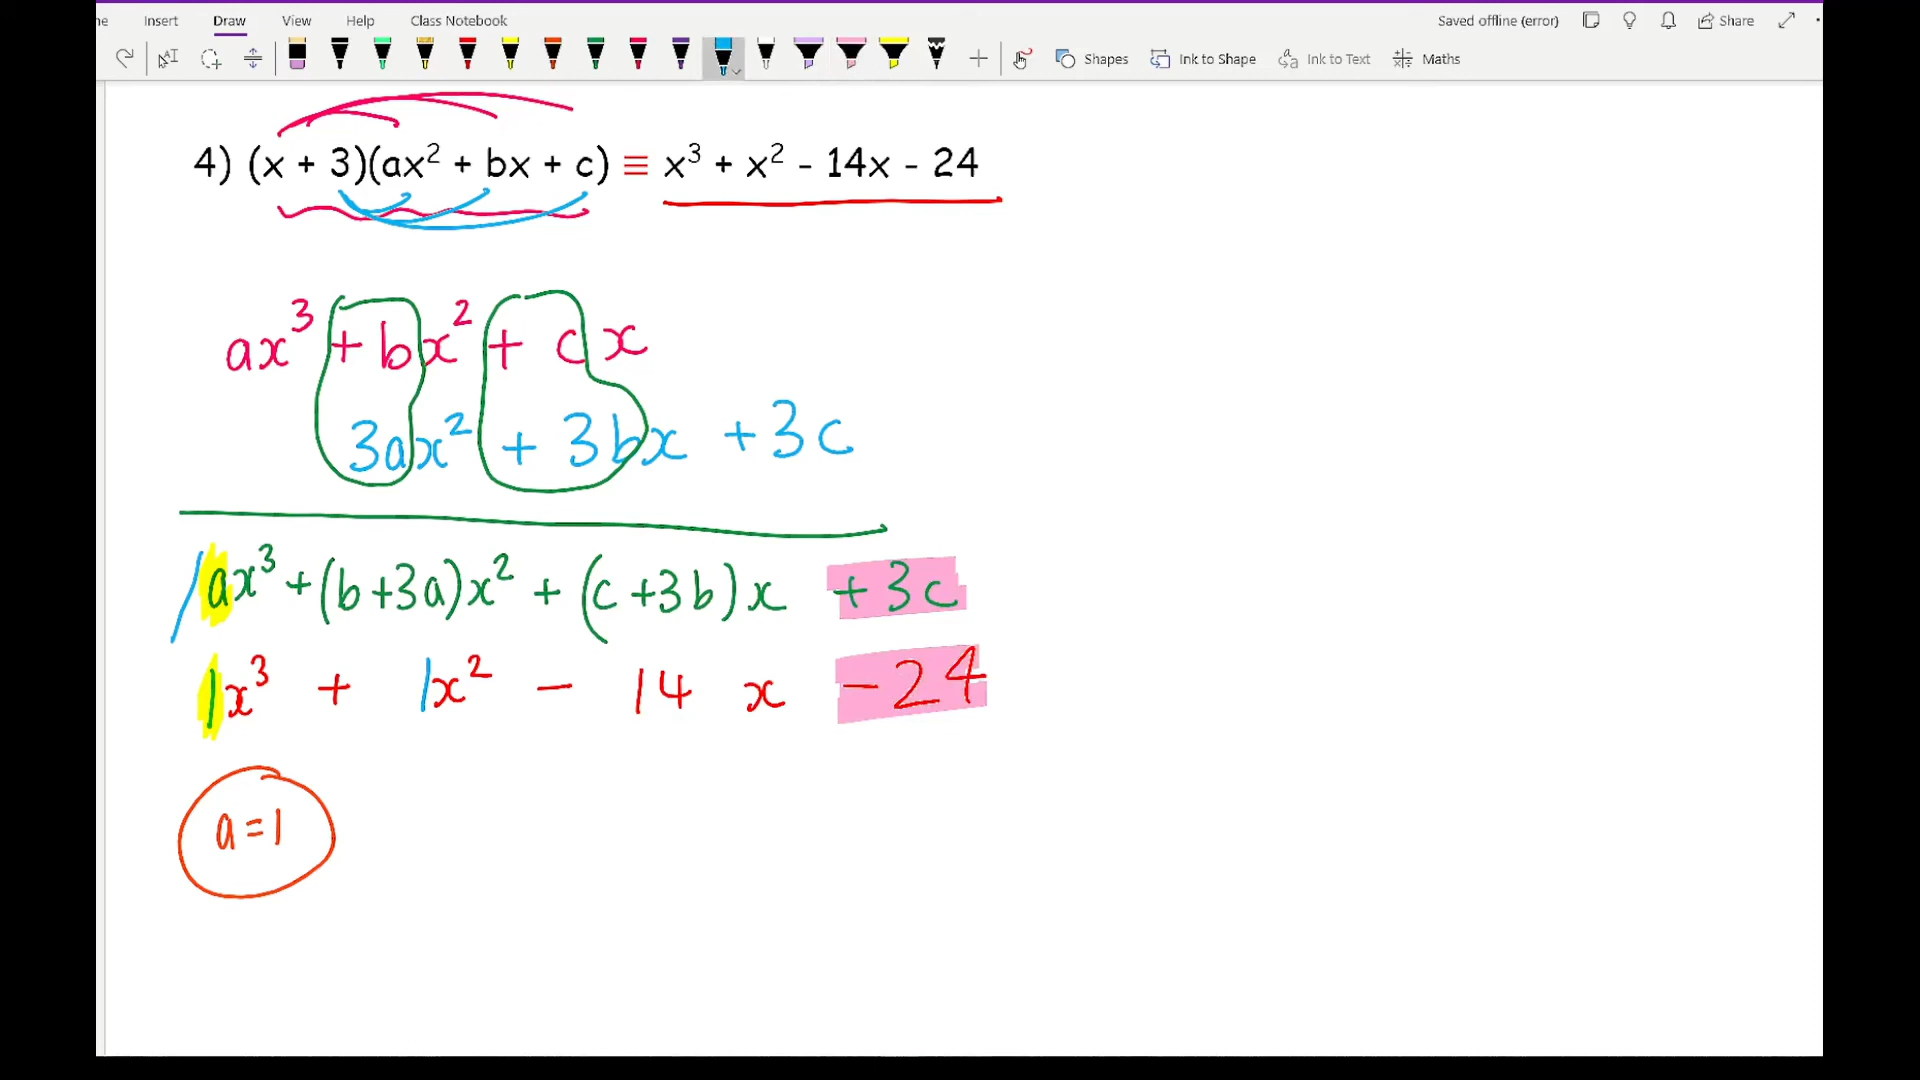 ne Insert Draw View Help Class Notebook Saved offline (error) Share
Shapes Ink to Shape Ink to Text Maths
4) (x + 3)(ax² + bx + c) ≡ x³ + x² - 14x - 24
ax³ + bx² + cx
3ax² + 3bx + 3c
ax³ + (b + 3a)x² + (c + 3b)x + 3c
1x³ + 1x² - 14x - 24
a = 1